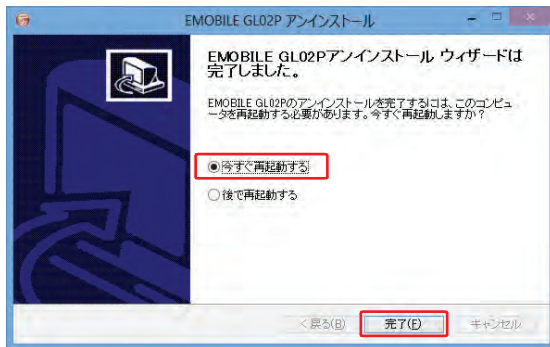 EMOBILE GL02P アンインストール
EMOBILE GL02Pアンインストール ウィザードは
完了しました。
EMOBILE GL02Pのアンインストールを完了するには、このコンピュ
ータを再起動する必要があります。今すぐ再起動しますか？
今すぐ再起動する
後で再起動する
< 戻る(B)
完了(F)
キャンセル